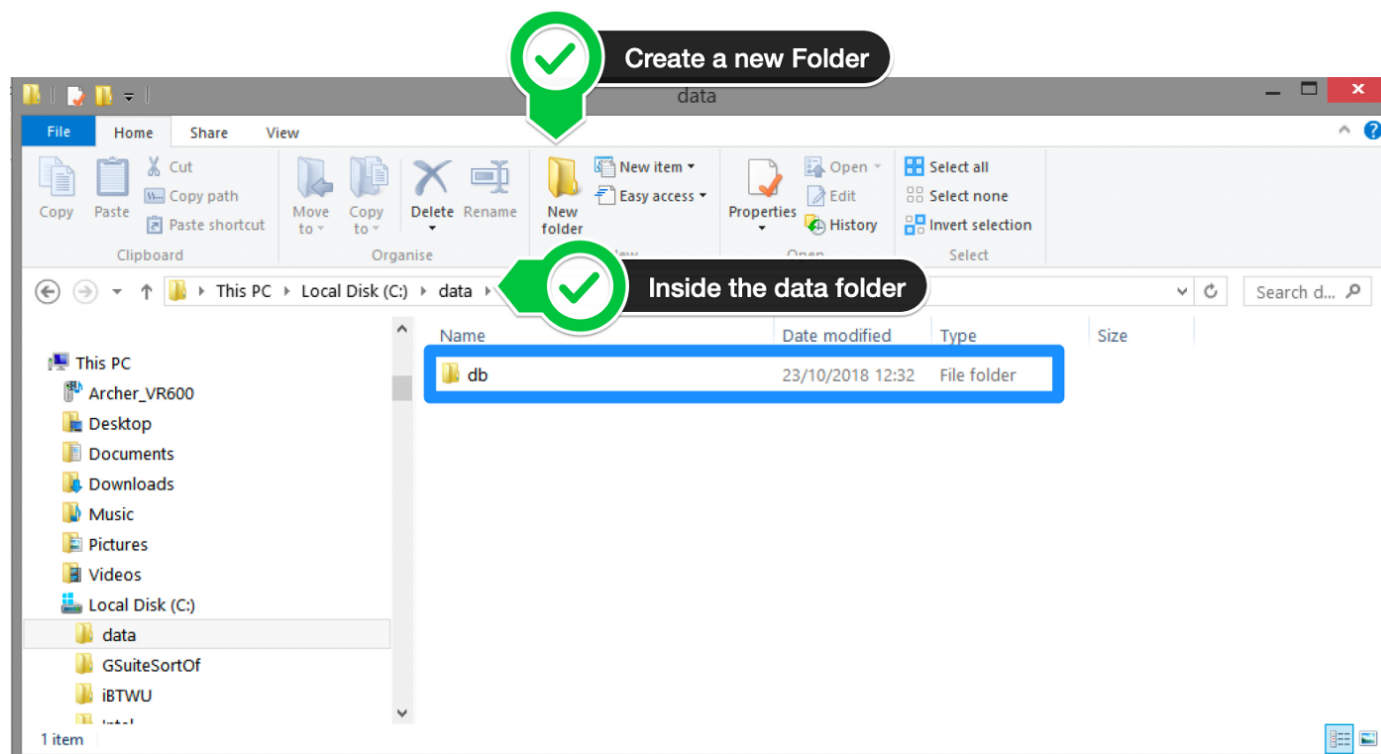 Create a new Folder
data
File Home Share View
Copy
Paste
Cut
Copy path
Paste shortcut
Clipboard
Move to
Copy to
Delete
Rename
Organise
New folder
New item
Easy access
New
Properties
Open
Edit
History
Open
Select all
Select none
Invert selection
Select
This PC Local Disk (C:) data
Inside the data folder
Search d...
Name Date modified Type Size
db 23/10/2018 12:32 File folder
This PC
Archer_VR600
Desktop
Documents
Downloads
Music
Pictures
Videos
Local Disk (C:)
data
GSuiteSortOf
iBTWU
Intel
1 item